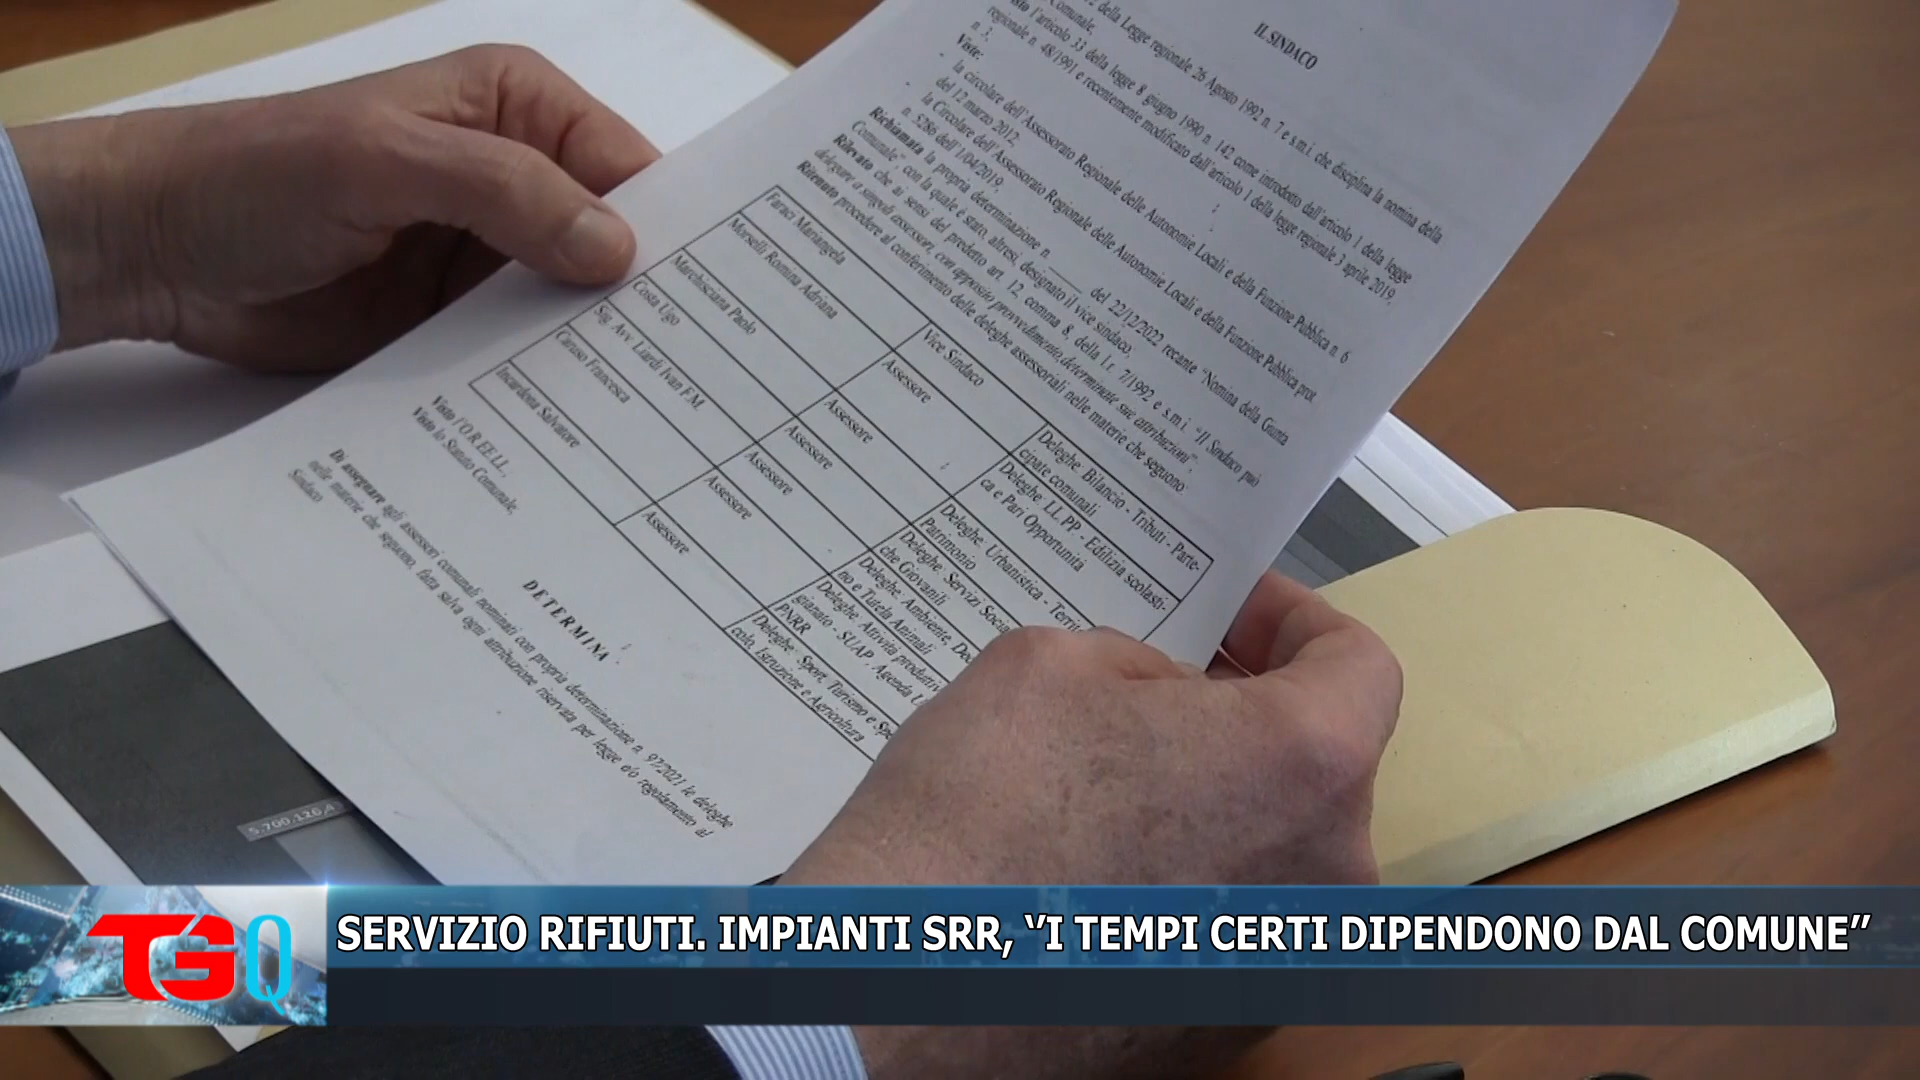 IL SINDACO
della Legge regionale 26 Agosto 1992 n. 7 e s.m.i. che disciplina la nomina della
Comunale,
l'articolo 33 della legge 8 giugno 1990 n. 142 come introdotto dall'articolo 1 della legge
regionale n. 48/1991 e recentemente modificato dall'articolo 1 della legge regionale 3 aprile 2019,
n. 3,
Viste:
- la circolare dell'Assessorato Regionale delle Autonomie Locali e della Funzione Pubblica n. 6
del 12 marzo 2012,
- la Circolare dell'Assessorato Regionale delle Autonomie Locali e della Funzione Pubblica prot
n. 5786 dell'1/04/2019,
Richiamata la propria determinazione n. ______ del 22/12/2022 recante "Nomina della Giunta
Comunale" con la quale è stato, altresì, designato il vice sindaco,
Rilevato che ai sensi del predetto art. 12, comma 8, della l.r. 7/1992 e s.m.i. "Il Sindaco può
delegare a singoli assessori, con apposito provvedimento, determinate sue attribuzioni",
Ritenuto procedere al conferimento delle deleghe assessoriali nelle materie che seguono:
Faraci Mariangela
Vice Sindaco
Deleghe: Bilancio - Tributi - Parte-
cipate comunali
Morselli Romina Adriana
Assessore
Deleghe: LL.PP - Edilizia scolasti-
ca e Pari Opportunità
Marchisciana Paolo
Assessore
Deleghe: Urbanistica - Territ
Patrimonio
Costa Ugo
Assessore
Deleghe: Servizi Social
che Giovanili
Sig. Avv. Liardi Ivan F.M.
Assessore
Deleghe: Ambiente, Dec
no e Tutela Animali
Caruso Francesca
Assessore
Deleghe: Attività produttiv
gianato - SUAP, Agenda U
PNRR
Incardona Salvatore
Assessore
Deleghe: Sport, Turismo e Spe
colo, Istruzione e Agricoltura
Visto l'O.R.EE.LL.,
Visto lo Statuto Comunale,
DETERMINA
Di assegnare agli assessori comunali nominati con propria determinazione n. 97/2021 le deleghe
nelle materie che seguono, fatta salva ogni attribuzione riservata per legge e/o regolamento al
Sindaco
5.700.126,4
TGQ
SERVIZIO RIFIUTI. IMPIANTI SRR, “I TEMPI CERTI DIPENDONO DAL COMUNE”